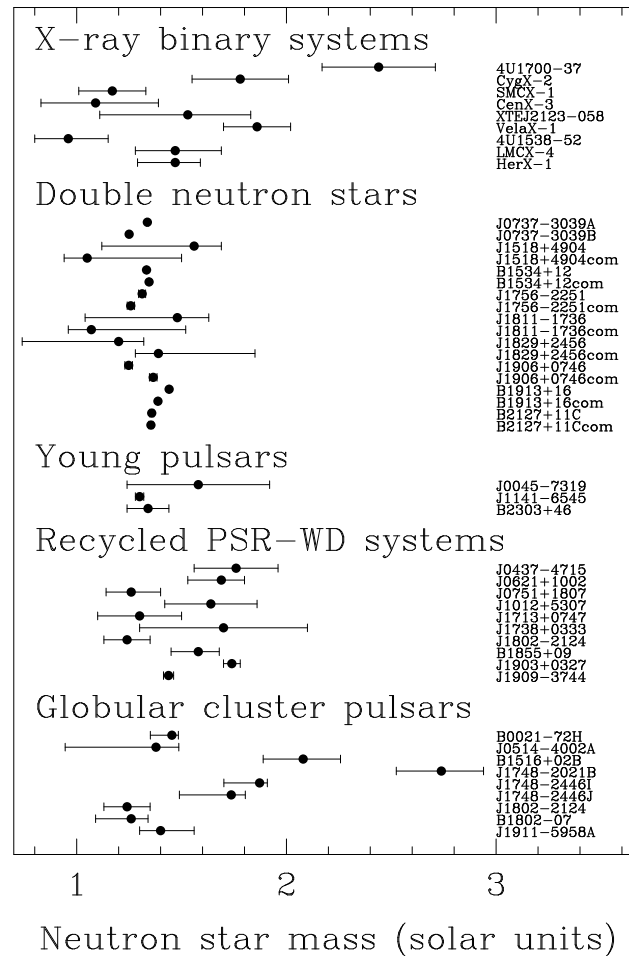 X-ray binary systems
4U1700-37
CygX-2
SMCX-1
CenX-3
XTEJ2123-058
VelaX-1
4U1538-52
LMCX-4
HerX-1
Double neutron stars
J0737-3039A
J0737-3039B
J1518+4904
J1518+4904com
B1534+12
B1534+12com
J1756-2251
J1756-2251com
J1811-1736
J1811-1736com
J1829+2456
J1829+2456com
J1906+0746
J1906+0746com
B1913+16
B1913+16com
B2127+11C
B2127+11Ccom
Young pulsars
J0045-7319
J1141-6545
B2303+46
Recycled PSR-WD systems
J0437-4715
J0621+1002
J0751+1807
J1012+5307
J1713+0747
J1738+0333
J1802-2124
B1855+09
J1903+0327
J1909-3744
Globular cluster pulsars
B0021-72H
J0514-4002A
B1516+02B
J1748-2021B
J1748-2446I
J1748-2446J
J1802-2124
B1802-07
J1911-5958A
1 2 3
Neutron star mass (solar units)